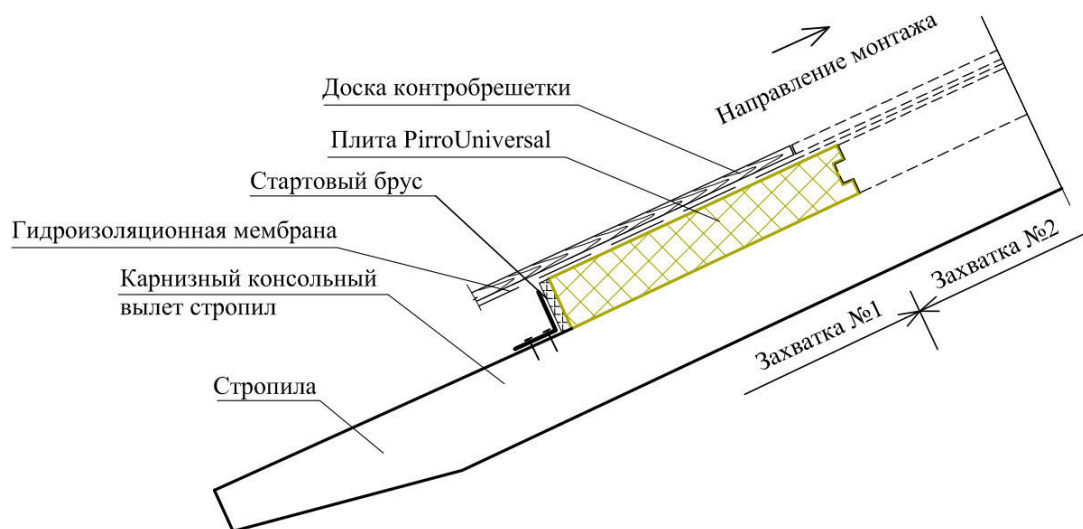 Направление монтажа
Доска контробрешетки
Плита PirroUniversal
Стартовый брус
Гидроизоляционная мембрана
Карнизный консольный
вылет стропил
Захватка №2
Захватка №1
Стропила